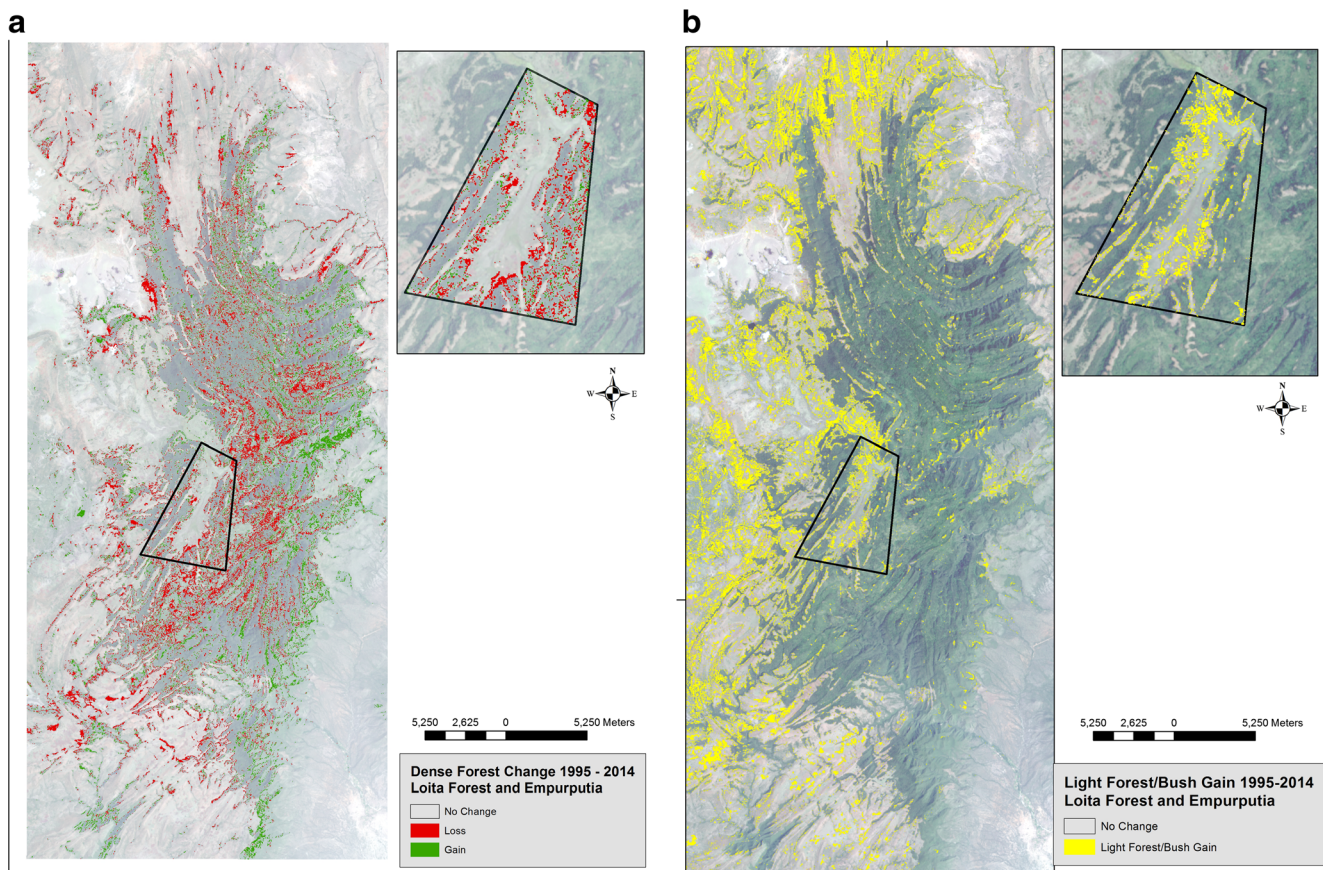 a
N
W E
S
5,250 2,625 0 5,250 Meters
Dense Forest Change 1995 - 2014
Loita Forest and Empurputia
No Change
Loss
Gain
b
N
W E
S
5,250 2,625 0 5,250 Meters
Light Forest/Bush Gain 1995-2014
Loita Forest and Empurputia
No Change
Light Forest/Bush Gain